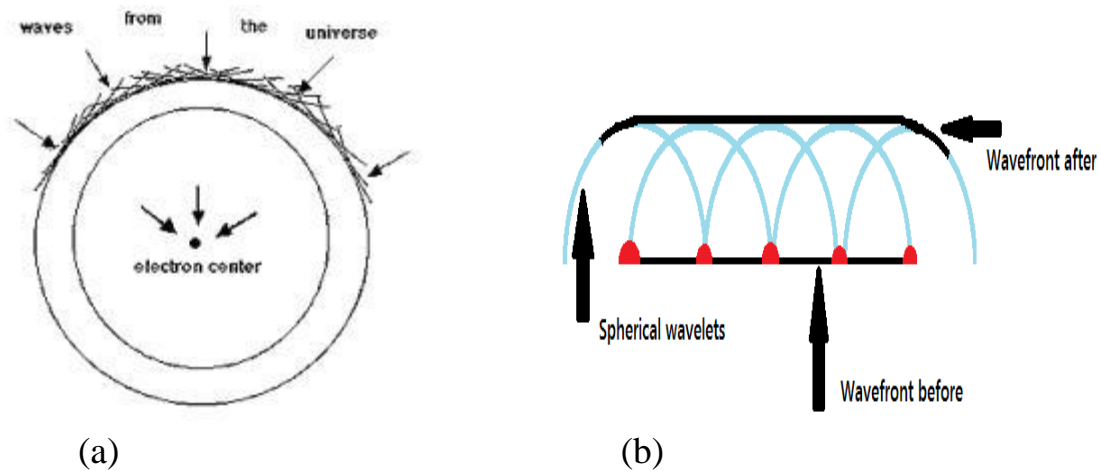 waves from the universe
electron center
(a)
Wavefront after
Spherical wavelets
Wavefront before
(b)